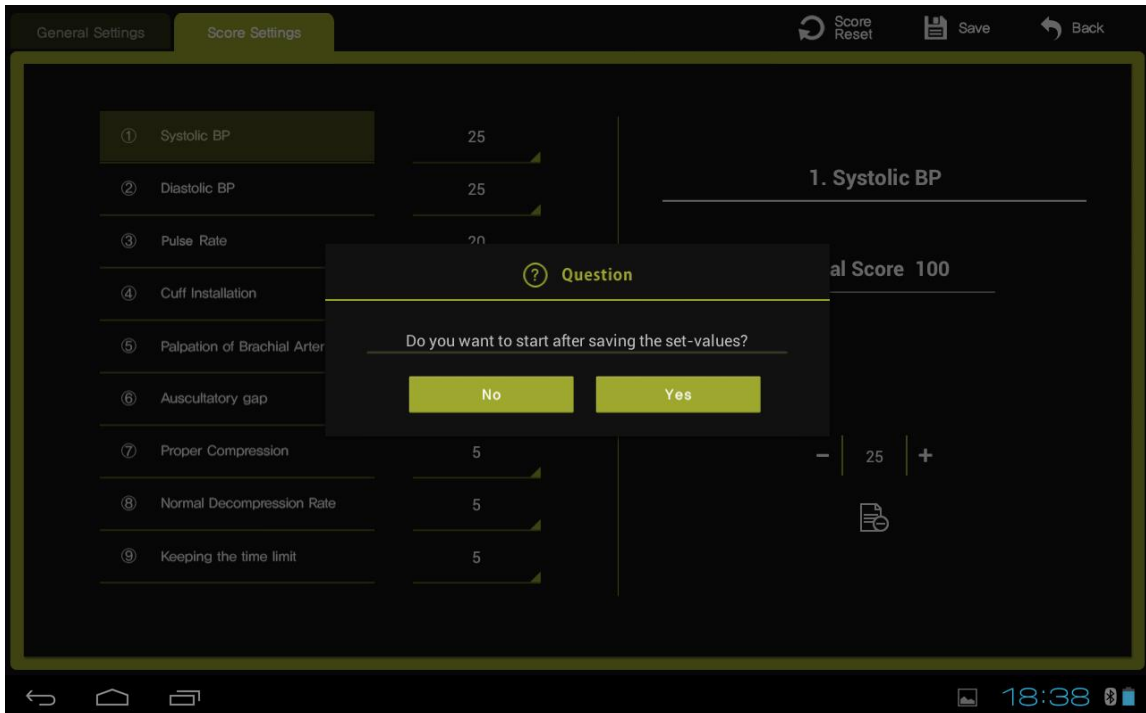 General Settings
Score Settings
Score
Reset
Save
Back
① Systolic BP 25
② Diastolic BP 25
③ Pulse Rate 20
④ Cuff Installation
⑤ Palpation of Brachial Arter
⑥ Auscultatory gap
⑦ Proper Compression 5
⑧ Normal Decompression Rate 5
⑨ Keeping the time limit 5
1. Systolic BP
al Score 100
- 25 +
? Question
Do you want to start after saving the set-values?
No
Yes
18:38